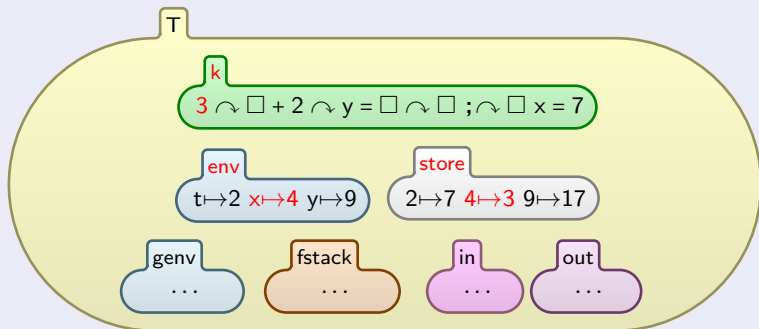 T
k
3 ↷ □ + 2 ↷ y = □ ↷ □ ; ↷ □ x = 7
env store
t↦2 x↦4 y↦9 2↦7 4↦3 9↦17
genv fstack in out
... ... ... ...